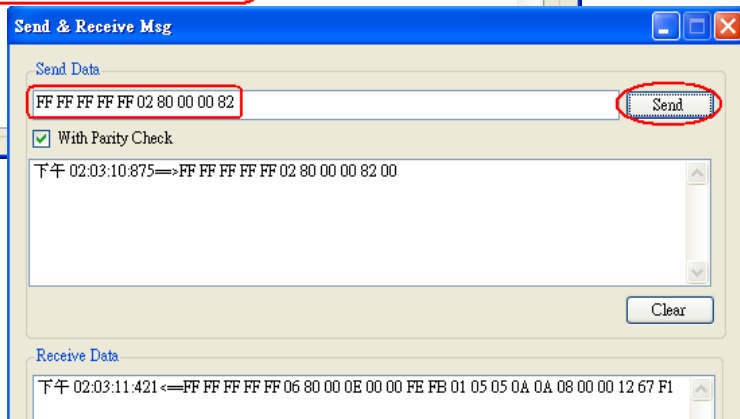 Send & Receive Msg
Send Data
FF FF FF FF FF 02 80 00 00 82
Send
With Parity Check
下午 02:03:10:875==>FF FF FF FF FF 02 80 00 00 82 00
Clear
Receive Data
下午 02:03:11:421<==FF FF FF FF FF 06 80 00 0E 00 00 FE FB 01 05 05 0A 0A 08 00 00 12 67 F1